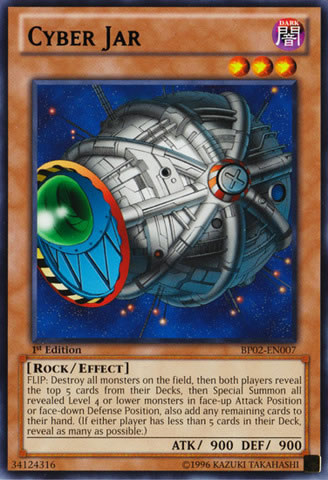 CYBER JAR
DARK
闇
1st Edition
BP02-EN007
[ROCK/EFFECT]
FLIP: Destroy all monsters on the field, then both players reveal
the top 5 cards from their Decks, then Special Summon all
revealed Level 4 or lower monsters in face-up Attack Position
or face-down Defense Position, also add any remaining cards to
their hand. (If either player has less than 5 cards in their Deck,
reveal as many as possible.)
ATK/ 900 DEF/ 900
34124316
©1996 KAZUKI TAKAHASHI